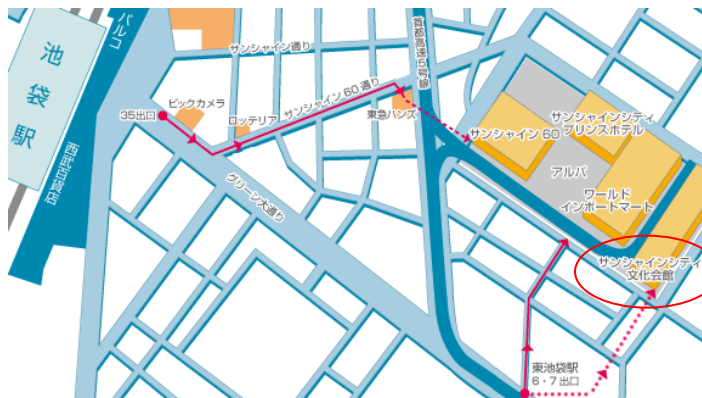 パルコ
池袋駅
西武百貨店
サンシャイン通り
首都高速5号線
ビックカメラ
35出口
ロッテリア
サンシャイン60通り
東急ハンズ
グリーン大通り
サンシャイン60
サンシャインシティ
プリンスホテル
アルパ
ワールド
インポートマート
サンシャインシティ
文化会館
東池袋駅
6・7出口